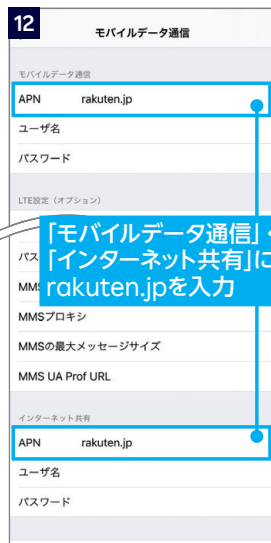 12
モバイルデータ通信
モバイルデータ通信
APN rakuten.jp
ユーザ名
パスワード
LTE設定（オプション）
「モバイルデータ通信」・
「インターネット共有」に
rakuten.jpを入力
パス
MMS
MMSプロキシ
MMSの最大メッセージサイズ
MMS UA Prof URL
インターネット共有
APN rakuten.jp
ユーザ名
パスワード